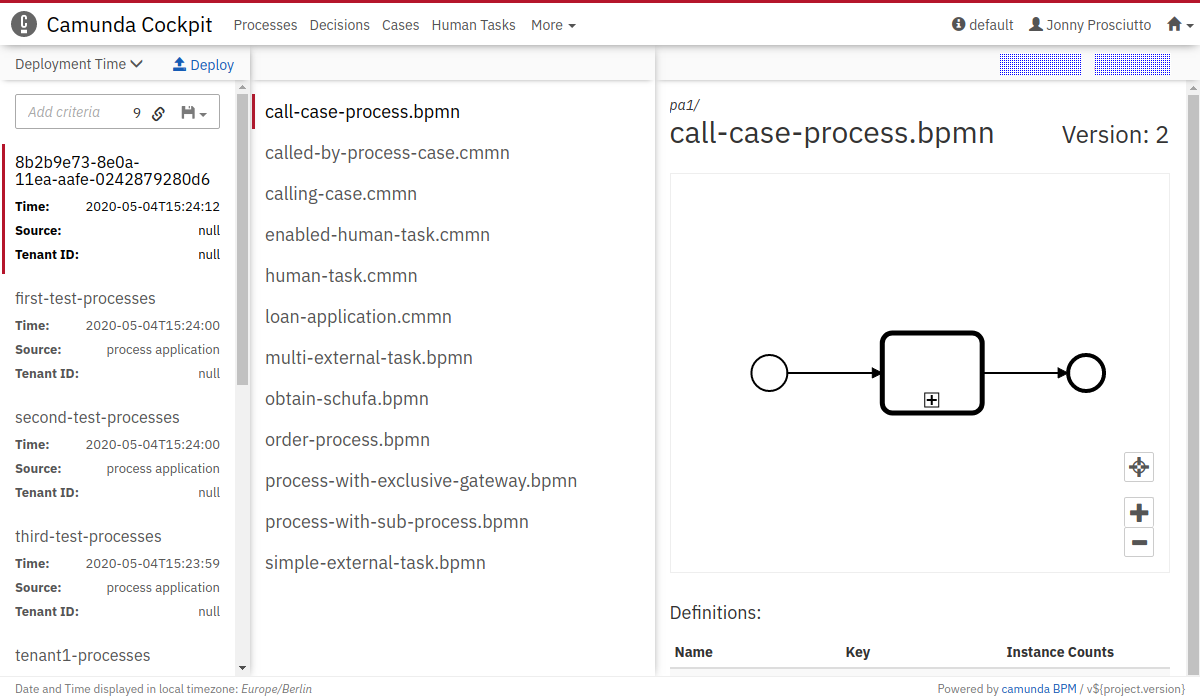 Camunda Cockpit Processes Decisions Cases Human Tasks More default Jonny Prosciutto
Deployment Time Deploy
Add criteria 9
8b2b9e73-8e0a-
11ea-aafe-0242879280d6
Time: 2020-05-04T15:24:12
Source: null
Tenant ID: null
first-test-processes
Time: 2020-05-04T15:24:00
Source: process application
Tenant ID: null
second-test-processes
Time: 2020-05-04T15:24:00
Source: process application
Tenant ID: null
third-test-processes
Time: 2020-05-04T15:23:59
Source: process application
Tenant ID: null
tenant1-processes
call-case-process.bpmn
called-by-process-case.cmmn
calling-case.cmmn
enabled-human-task.cmmn
human-task.cmmn
loan-application.cmmn
multi-external-task.bpmn
obtain-schufa.bpmn
order-process.bpmn
process-with-exclusive-gateway.bpmn
process-with-sub-process.bpmn
simple-external-task.bpmn
pa1/
call-case-process.bpmn Version: 2
Definitions:
Name Key Instance Counts
Date and Time displayed in local timezone: Europe/Berlin
Powered by camunda BPM / v${project.version}